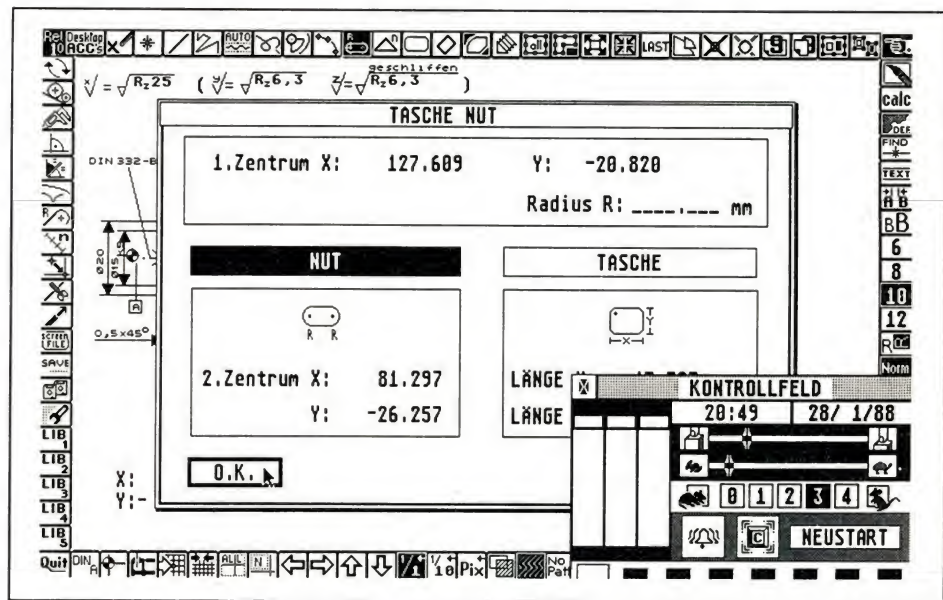 Rel 10 Desktop ACC's AUTO R LAST
x/ = √Rz25 ( y/= √Rz6,3 z/= geschliffen √Rz6,3 )
TASCHE NUT
1.Zentrum X: 127.609 Y: -20.820
Radius R: ____.___ mm
NUT
TASCHE
R R
X Y
2.Zentrum X: 81.297
Y: -26.257
LÄNGE
LÄNGE
O.K.
DIN 332-B
Ø20
Ø15
A
0,5x45°
X:
Y:-
KONTROLLFELD
20:49 28/ 1/88
0 1 2 3 4
C
NEUSTART
SCREEN FILE
SAVE
LIB 1
LIB 2
LIB 3
LIB 4
LIB 5
calc
DEF
FIND
TEXT
A B
BB
6
8
10
12
R
Norm
Quit DIN A N 1/10 Pix No Patt